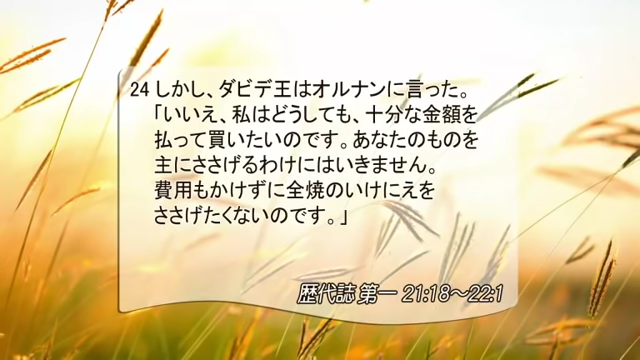 24 しかし、ダビデ王はオルナンに言った。
「いいえ、私はどうしても、十分な金額を
払って買いたいのです。あなたのものを
主にささげるわけにはいきません。
費用もかけずに全焼のいけにえを
ささげたくないのです。」
歴代誌 第一 21:18～22:1